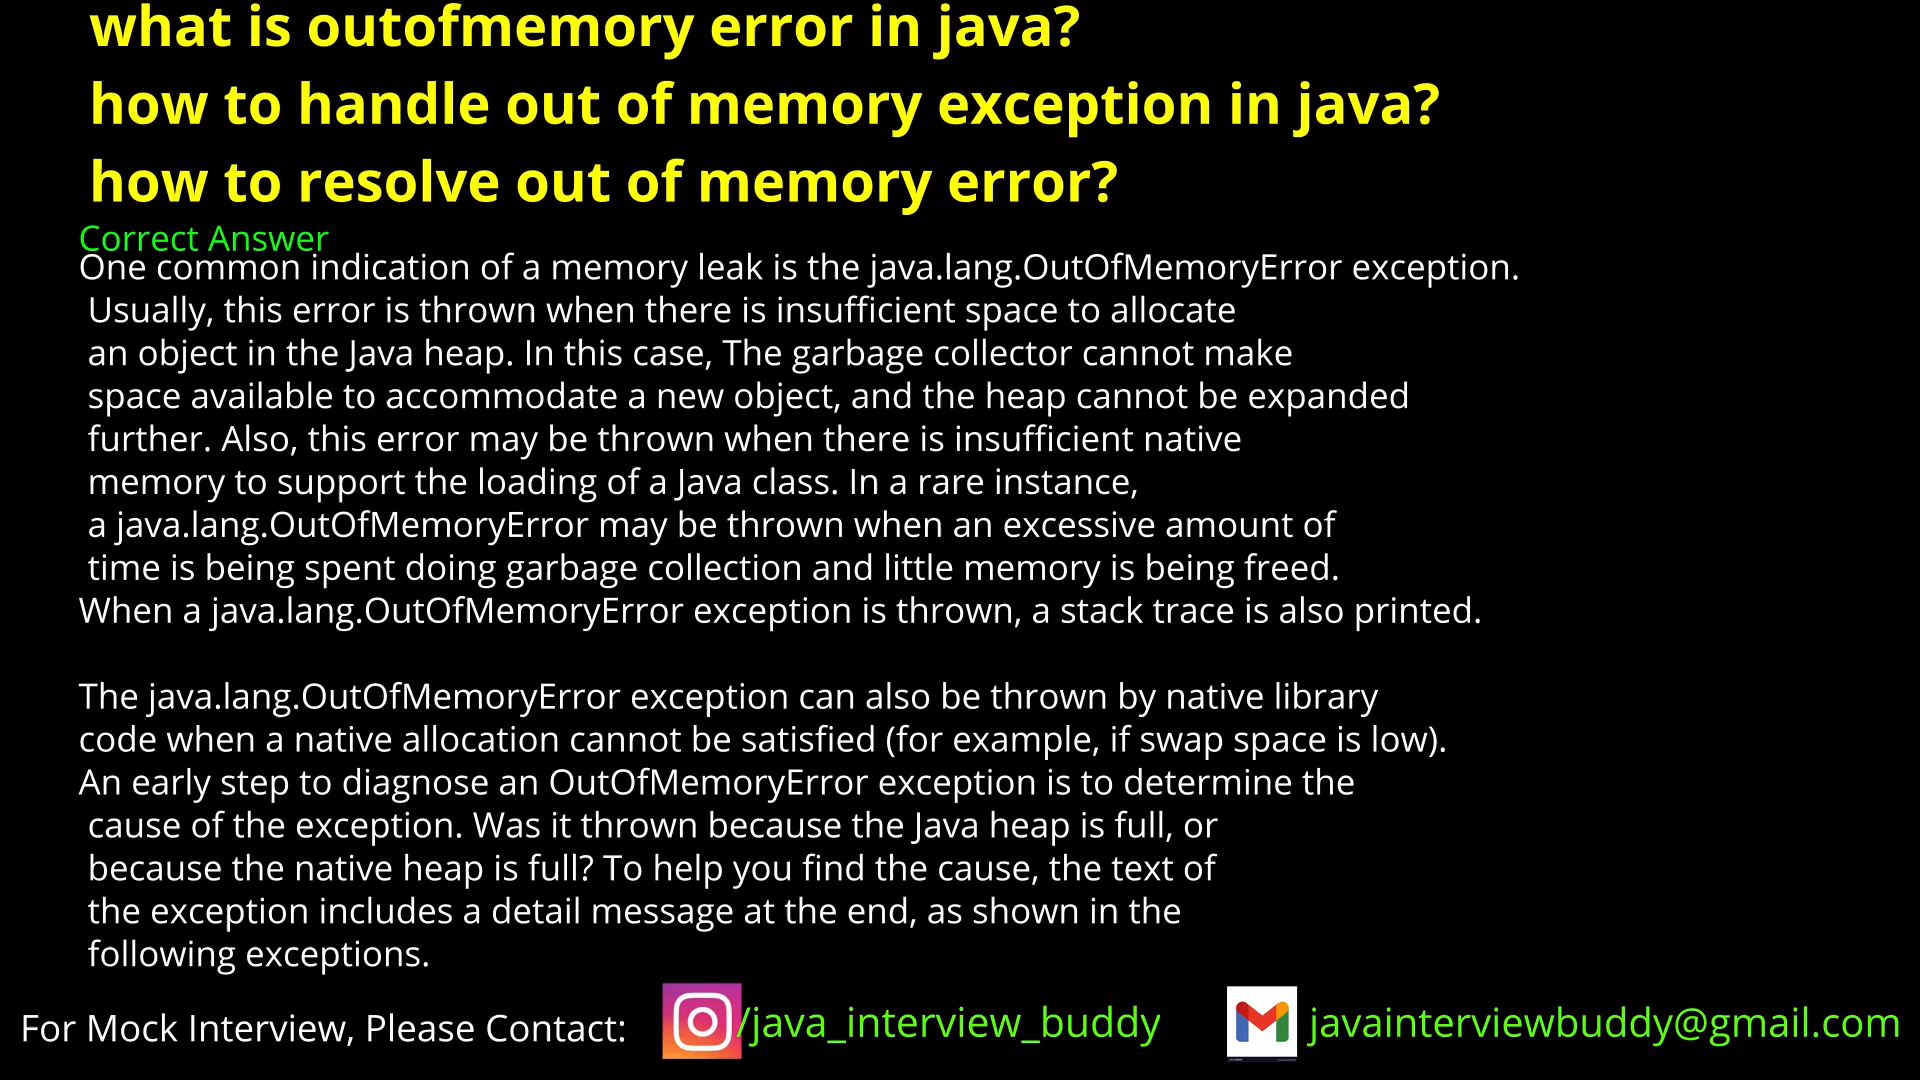 what is outofmemory error in java?
how to handle out of memory exception in java?
how to resolve out of memory error?
Correct Answer
One common indication of a memory leak is the java.lang.OutOfMemoryError exception.
Usually, this error is thrown when there is insufficient space to allocate
an object in the Java heap. In this case, The garbage collector cannot make
space available to accommodate a new object, and the heap cannot be expanded
further. Also, this error may be thrown when there is insufficient native
memory to support the loading of a Java class. In a rare instance,
a java.lang.OutOfMemoryError may be thrown when an excessive amount of
time is being spent doing garbage collection and little memory is being freed.
When a java.lang.OutOfMemoryError exception is thrown, a stack trace is also printed.
The java.lang.OutOfMemoryError exception can also be thrown by native library
code when a native allocation cannot be satisfied (for example, if swap space is low).
An early step to diagnose an OutOfMemoryError exception is to determine the
cause of the exception. Was it thrown because the Java heap is full, or
because the native heap is full? To help you find the cause, the text of
the exception includes a detail message at the end, as shown in the
following exceptions.
For Mock Interview, Please Contact: /java_interview_buddy javainterviewbuddy@gmail.com